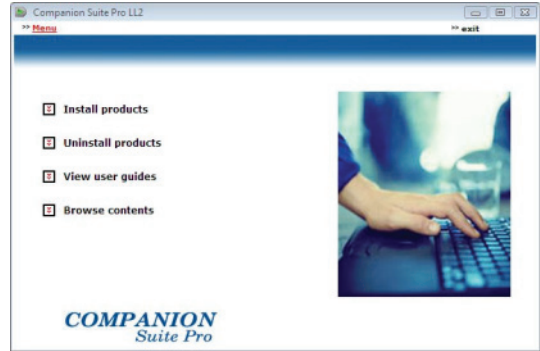 Companion Suite Pro LL2
>> Menu
>> exit
Install products
Uninstall products
View user guides
Browse contents
COMPANION
Suite Pro